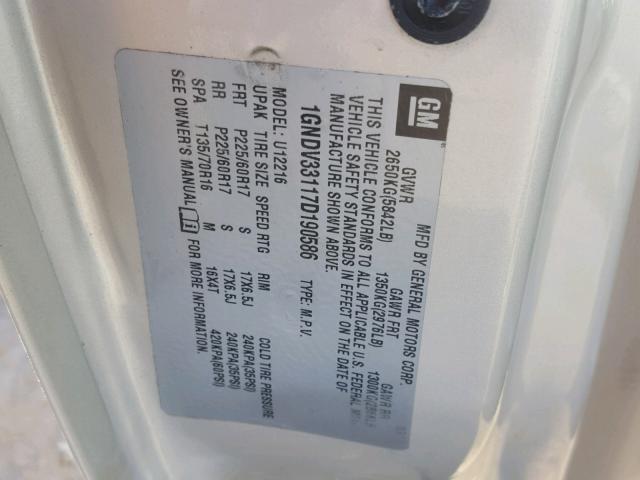 GM
MFD BY GENERAL MOTORS CORP.
GVWR GAWR FRT GAWR RR
2650KG(5842LB) 1350KG(2976LB)
THIS VEHICLE CONFORMS TO ALL APPLICABLE U.S. FEDERAL
VEHICLE SAFETY STANDARDS IN EFFECT ON THE DATE OF
MANUFACTURE SHOWN ABOVE.
1GNDV33117D190586 TYPE: M.P.V.
MODEL: U12216
UPAK TIRE SIZE SPEED RTG RIM COLD TIRE PRESSURE
FRT P225/60R17 S 17X6.5J 240KPA(35PSI)
RR P225/60R17 S 17X6.5J 240KPA(35PSI)
SPA T135/70R16 16X4T 420KPA(60PSI)
SEE OWNER'S MANUAL FOR MORE INFORMATION.